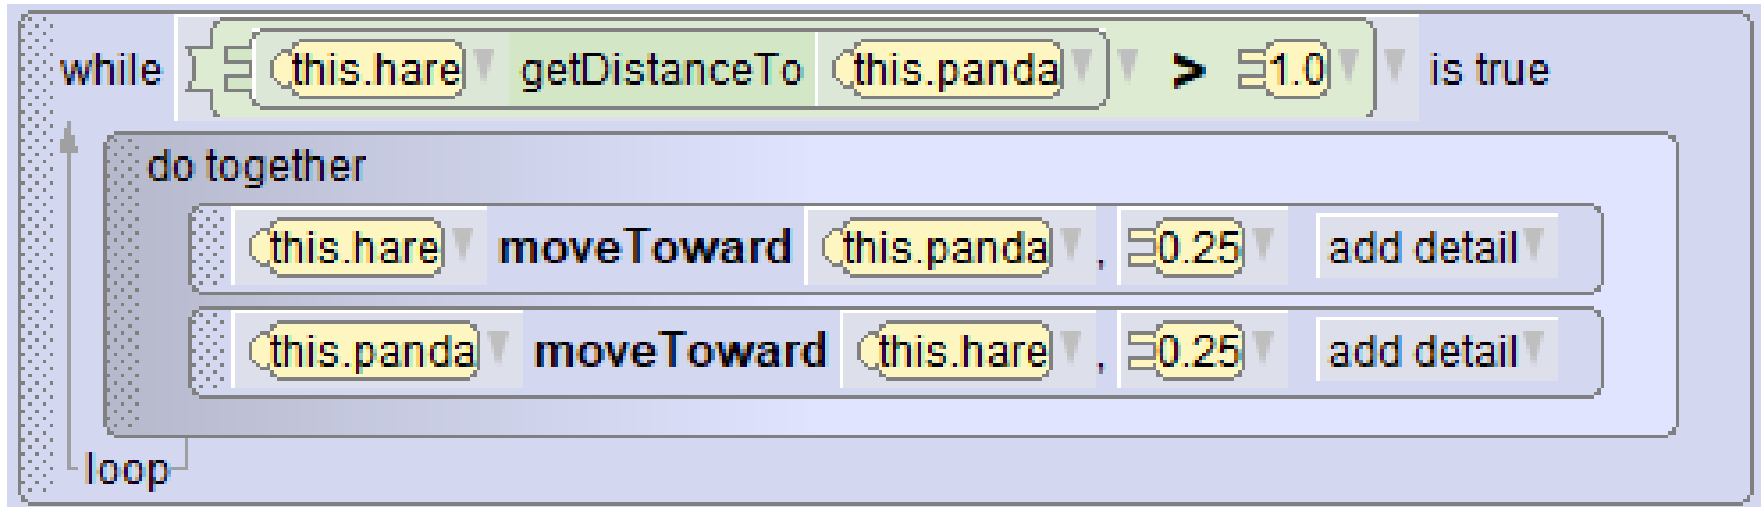 while this.hare getDistanceTo this.panda > 1.0 is true
do together
this.hare moveToward this.panda , 0.25 add detail
this.panda moveToward this.hare , 0.25 add detail
loop